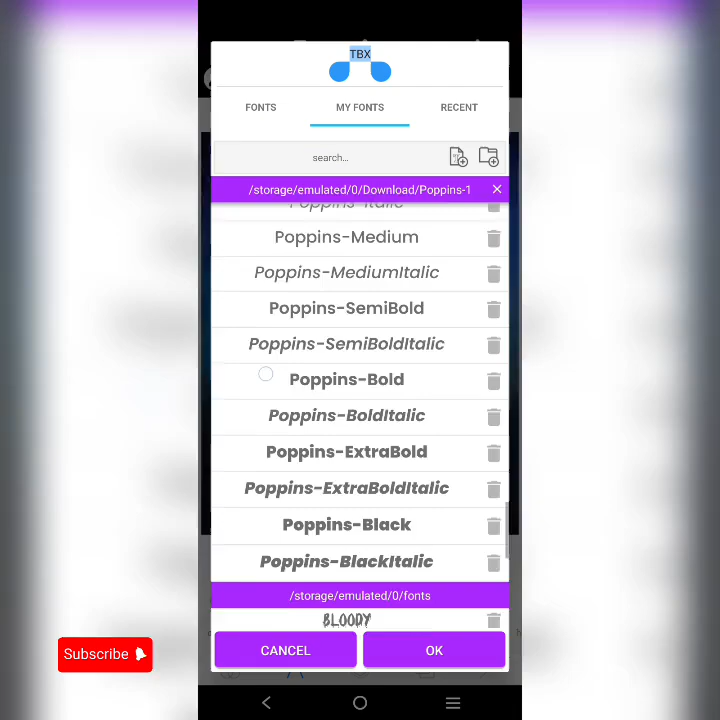 TBX
FONTS
MY FONTS
RECENT
search...
/storage/emulated/0/Download/Poppins-1
Poppins-Italic
Poppins-Medium
Poppins-MediumItalic
Poppins-SemiBold
Poppins-SemiBoldItalic
Poppins-Bold
Poppins-BoldItalic
Poppins-ExtraBold
Poppins-ExtraBoldItalic
Poppins-Black
Poppins-BlackItalic
/storage/emulated/0/fonts
BLOODY
CANCEL
OK
Subscribe